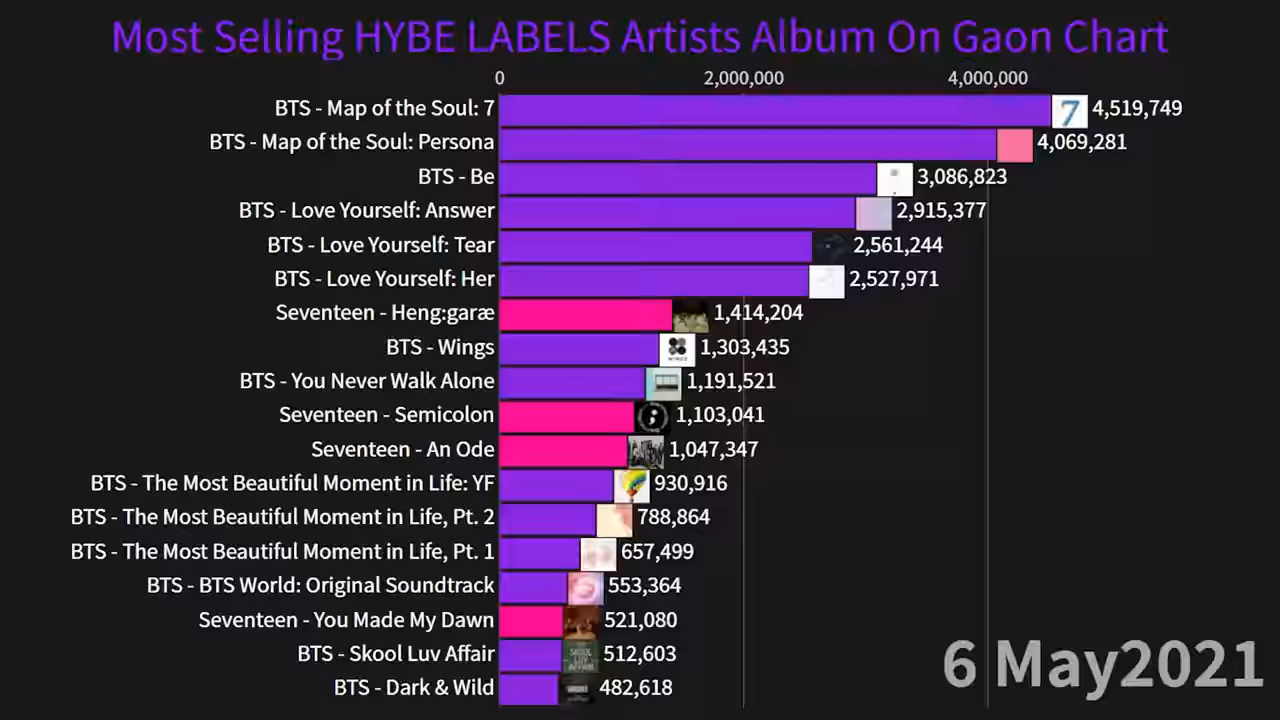 Most Selling HYBE LABELS Artists Album On Gaon Chart
0 2,000,000 4,000,000
BTS - Map of the Soul: 7 7 4,519,749
BTS - Map of the Soul: Persona 4,069,281
BTS - Be 3,086,823
BTS - Love Yourself: Answer 2,915,377
BTS - Love Yourself: Tear 2,561,244
BTS - Love Yourself: Her 2,527,971
Seventeen - Heng:garæ 1,414,204
BTS - Wings WINGS 1,303,435
BTS - You Never Walk Alone 1,191,521
Seventeen - Semicolon ; 1,103,041
Seventeen - An Ode 1,047,347
BTS - The Most Beautiful Moment in Life: YF 930,916
BTS - The Most Beautiful Moment in Life, Pt. 2 788,864
BTS - The Most Beautiful Moment in Life, Pt. 1 657,499
BTS - BTS World: Original Soundtrack 553,364
Seventeen - You Made My Dawn 521,080
BTS - Skool Luv Affair SKOOL LUV AFFAIR 512,603
BTS - Dark & Wild 482,618
6 May2021